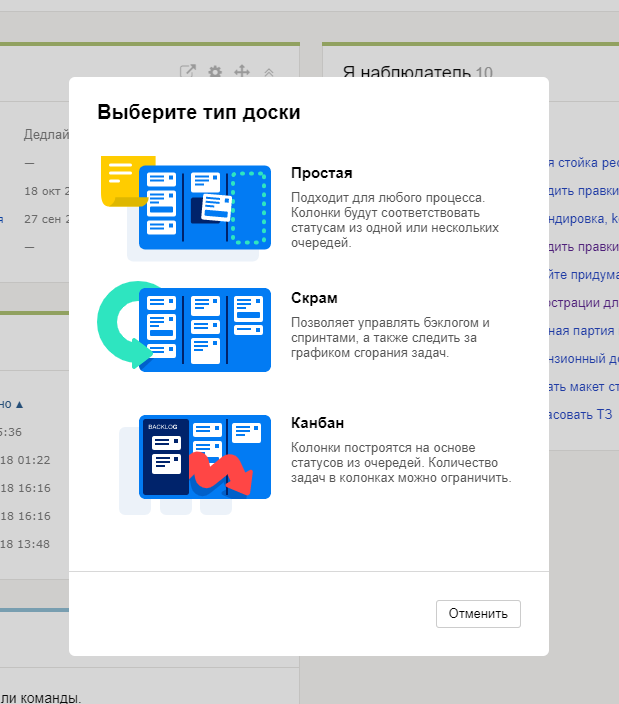 Я наблюдатель 10
Выберите тип доски
Простая
Подходит для любого процесса.
Колонки будут соответствовать
статусам из одной или нескольких
очередей.
Скрам
Позволяет управлять бэклогом и
спринтами, а также следить за
графиком сгорания задач.
BACKLOG
Канбан
Колонки построятся на основе
статусов из очередей. Количество
задач в колонках можно ограничить.
Отменить
Дедлай
—
18 окт 2
27 сен 2
—
но ▲
5:36
18 01:22
18 16:16
18 16:16
18 13:48
ли команды.
я стойка рес
дить правки
ндировка, к
дить правки
йте придума
острации дл
ная партия
нзионный де
ать макет ст
асовать ТЗ